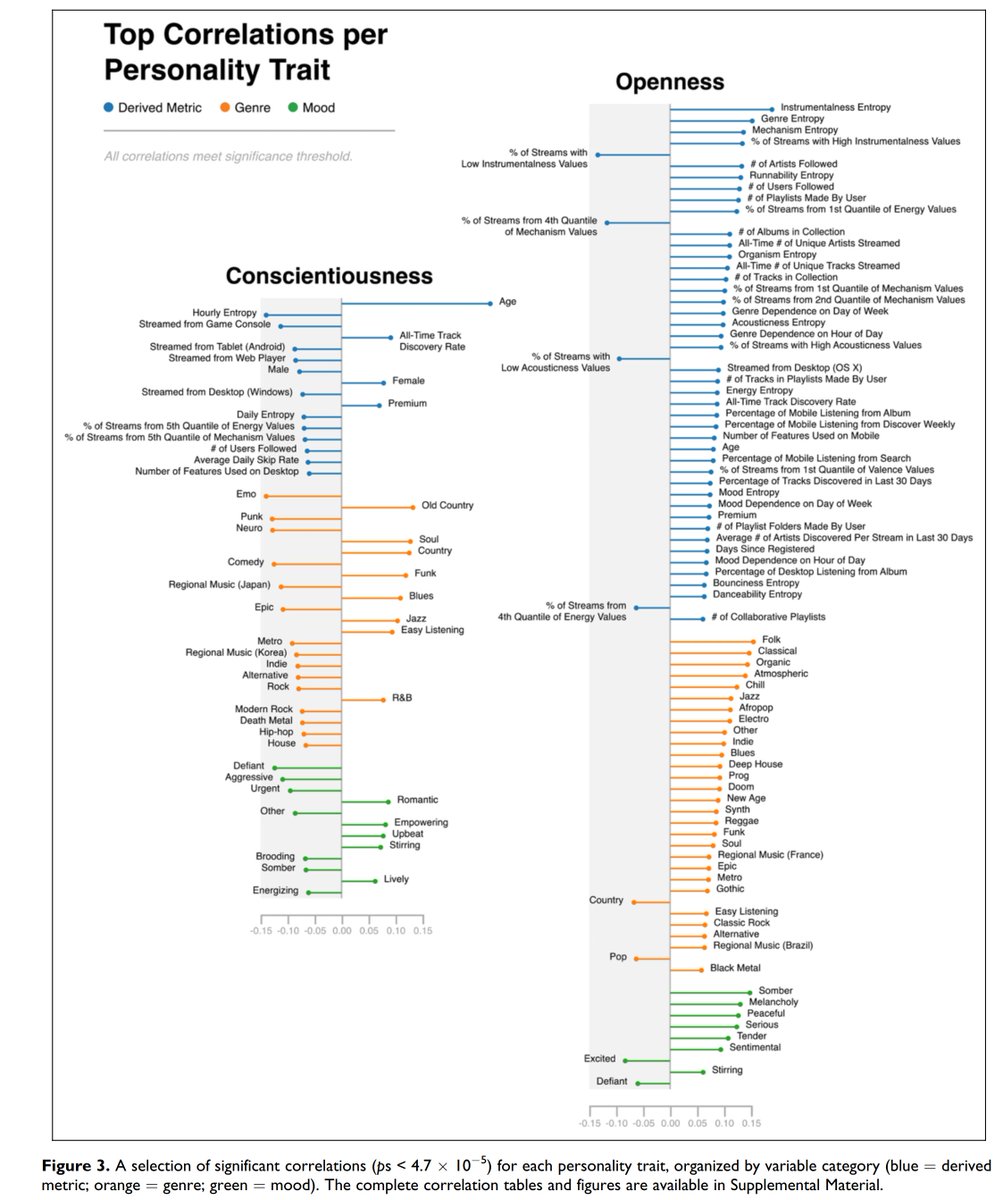 Top Correlations per
Personality Trait
Derived Metric
Genre
Mood
All correlations meet significance threshold.
Conscientiousness
Age
Hourly Entropy
Streamed from Game Console
All-Time Track
Discovery Rate
Streamed from Tablet (Android)
Streamed from Web Player
Male
Female
Streamed from Desktop (Windows)
Premium
Daily Entropy
% of Streams from 5th Quantile of Energy Values
% of Streams from 5th Quantile of Mechanism Values
# of Users Followed
Average Daily Skip Rate
Number of Features Used on Desktop
Emo
Old Country
Punk
Neuro
Soul
Country
Comedy
Funk
Regional Music (Japan)
Blues
Epic
Jazz
Easy Listening
Metro
Regional Music (Korea)
Indie
Alternative
Rock
R&B
Modern Rock
Death Metal
Hip-hop
House
Defiant
Aggressive
Urgent
Romantic
Other
Empowering
Upbeat
Stirring
Brooding
Somber
Lively
Energizing
-0.15 -0.10 -0.05 0.00 0.05 0.10 0.15
Openness
Instrumentalness Entropy
Genre Entropy
Mechanism Entropy
% of Streams with High Instrumentalness Values
% of Streams with
Low Instrumentalness Values
# of Artists Followed
Runnability Entropy
# of Users Followed
# of Playlists Made By User
% of Streams from 1st Quantile of Energy Values
% of Streams from 4th Quantile
of Mechanism Values
# of Albums in Collection
All-Time # of Unique Artists Streamed
Organism Entropy
All-Time # of Unique Tracks Streamed
# of Tracks in Collection
% of Streams from 1st Quantile of Mechanism Values
% of Streams from 2nd Quantile of Mechanism Values
Genre Dependence on Day of Week
Acousticness Entropy
Genre Dependence on Hour of Day
% of Streams with High Acousticness Values
% of Streams with
Low Acousticness Values
Streamed from Desktop (OS X)
# of Tracks in Playlists Made By User
Energy Entropy
All-Time Track Discovery Rate
Percentage of Mobile Listening from Album
Percentage of Mobile Listening from Discover Weekly
Number of Features Used on Mobile
Age
Percentage of Mobile Listening from Search
% of Streams from 1st Quantile of Valence Values
Percentage of Tracks Discovered in Last 30 Days
Mood Entropy
Mood Dependence on Day of Week
Premium
# of Playlist Folders Made By User
Average # of Artists Discovered Per Stream in Last 30 Days
Days Since Registered
Mood Dependence on Hour of Day
Percentage of Desktop Listening from Album
Bounciness Entropy
Danceability Entropy
% of Streams from
4th Quantile of Energy Values
# of Collaborative Playlists
Folk
Classical
Organic
Atmospheric
Chill
Jazz
Afropop
Electro
Other
Indie
Blues
Deep House
Prog
Doom
New Age
Synth
Reggae
Funk
Soul
Regional Music (France)
Epic
Metro
Gothic
Country
Easy Listening
Classic Rock
Alternative
Regional Music (Brazil)
Pop
Black Metal
Somber
Melancholy
Peaceful
Serious
Tender
Sentimental
Excited
Stirring
Defiant
-0.15 -0.10 -0.05 0.00 0.05 0.10 0.15
Figure 3. A selection of significant correlations (ps < 4.7 × 10⁻⁵) for each personality trait, organized by variable category (blue = derived
metric; orange = genre; green = mood). The complete correlation tables and figures are available in Supplemental Material.